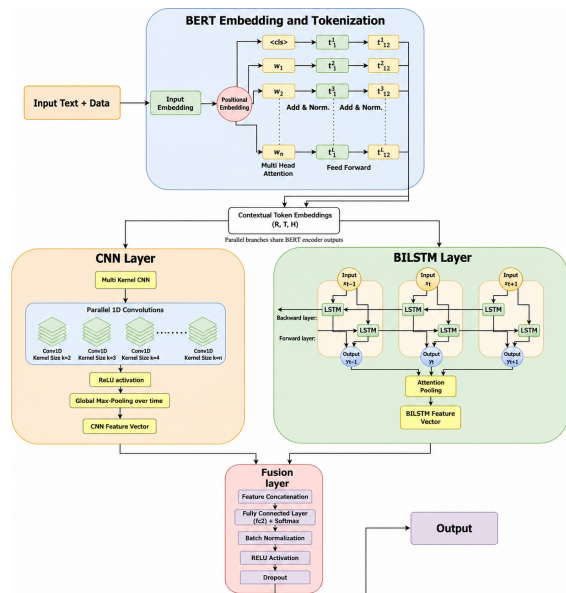 BERT Embedding and Tokenization
Input Text + Data
Input
Embedding
Positional
Embedding
<cls>
t¹₁
t¹₁₂
w₁
t²₁
t²₁₂
w₂
t³₁
t³₁₂
Add & Norm.
Add & Norm.
wₙ
tᴸ₁
tᴸ₁₂
Multi Head
Attention
Feed Forward
Contextual Token Embeddings
(R, T, H)
Parallel branches share BERT encoder outputs
CNN Layer
Multi Kernel CNN
Parallel 1D Convolutions
Conv1D
Kernel Size k=2
Conv1
Kernel Size k=3
Conv1D
Kernel Size k=4
Conv1D
Kernel Size k=n
ReLU activation
Global Max-Pooling over time
CNN Feature Vector
BILSTM Layer
Input
xt−1
Input
xt
Input
xt+1
LSTM
LSTM
LSTM
Backward layer:
Forward layer:
LSTM
LSTM
LSTM
Output
yt−1
Output
yt
Output
yt+1
Attention
Pooling
BILSTM Feature
Vector
Fusion
layer
Feature Concatenation
Fully Connected Layer
(fc2) + Softmax
Batch Normalization
RELU Activation
Dropout
Output